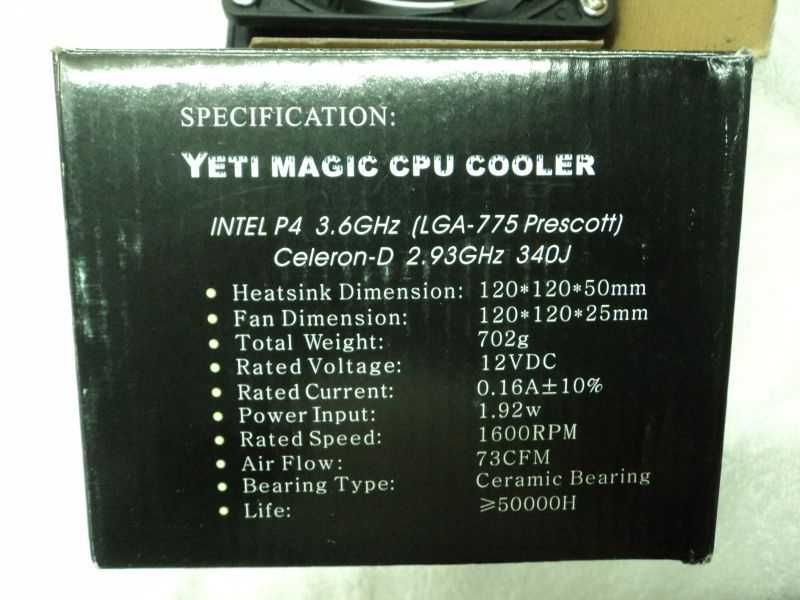 SPECIFICATION:
YETI MAGIC CPU COOLER
INTEL P4 3.6GHz (LGA-775 Prescott)
Celeron-D 2.93GHz 340J
• Heatsink Dimension: 120*120*50mm
• Fan Dimension: 120*120*25mm
• Total Weight: 702g
• Rated Voltage: 12VDC
• Rated Current: 0.16A±10%
• Power Input: 1.92w
• Rated Speed: 1600RPM
• Air Flow: 73CFM
• Bearing Type: Ceramic Bearing
• Life: ≥50000H